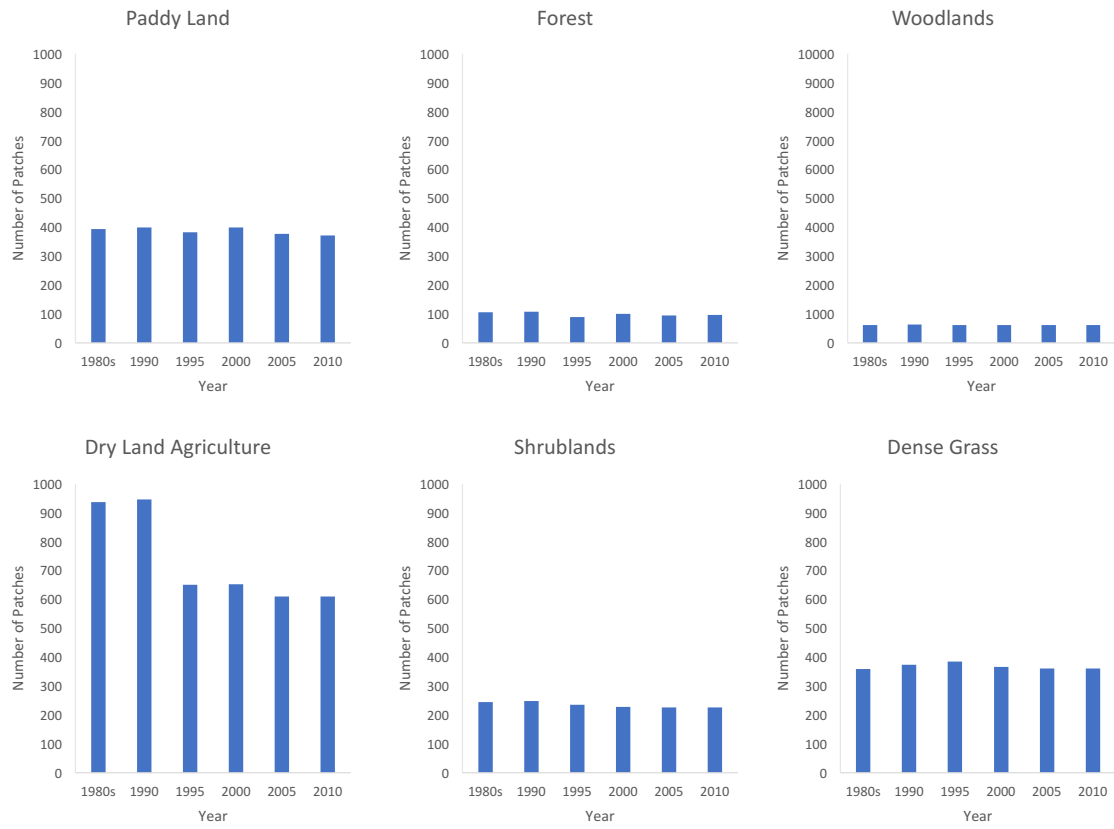 Paddy Land
Number of Patches
1000
900
800
700
600
500
400
300
200
100
0
1980s 1990 1995 2000 2005 2010
Year
Forest
Number of Patches
1000
900
800
700
600
500
400
300
200
100
0
1980s 1990 1995 2000 2005 2010
Year
Woodlands
Number of Patches
10000
9000
8000
7000
6000
5000
4000
3000
2000
1000
0
1980s 1990 1995 2000 2005 2010
Year
Dry Land Agriculture
Number of Patches
1000
900
800
700
600
500
400
300
200
100
0
1980s 1990 1995 2000 2005 2010
Year
Shrublands
Number of Patches
1000
900
800
700
600
500
400
300
200
100
0
1980s 1990 1995 2000 2005 2010
Year
Dense Grass
Number of Patches
1000
900
800
700
600
500
400
300
200
100
0
1980s 1990 1995 2000 2005 2010
Year